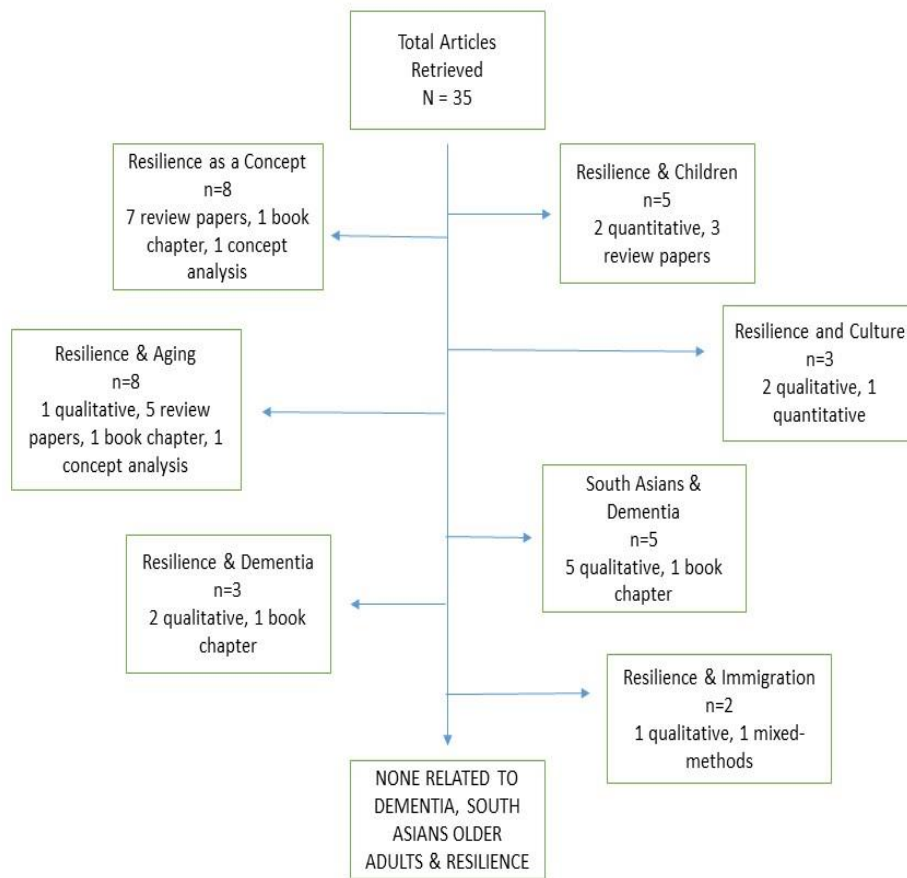 Total Articles
Retrieved
N = 35
Resilience as a Concept
n=8
7 review papers, 1 book
chapter, 1 concept
analysis
Resilience & Children
n=5
2 quantitative, 3
review papers
Resilience and Culture
n=3
2 qualitative, 1
quantitative
Resilience & Aging
n=8
1 qualitative, 5 review
papers, 1 book chapter, 1
concept analysis
South Asians &
Dementia
n=5
5 qualitative, 1 book
chapter
Resilience & Dementia
n=3
2 qualitative, 1 book
chapter
Resilience & Immigration
n=2
1 qualitative, 1 mixed-
methods
NONE RELATED TO
DEMENTIA, SOUTH
ASIANS OLDER
ADULTS & RESILIENCE